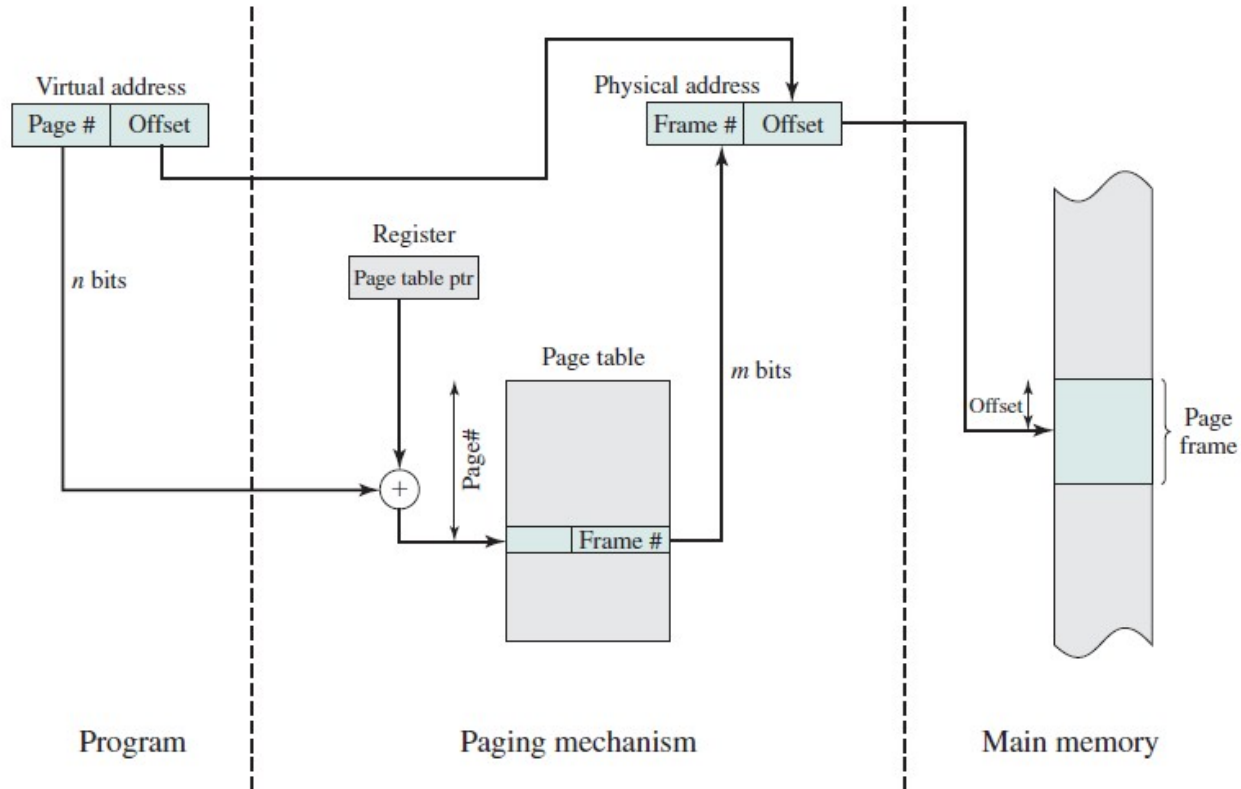 Virtual address
Page # Offset
Physical address
Frame # Offset
Register
Page table ptr
n bits
Page table
m bits
Page#
+
Frame #
Offset
Page
frame
Program
Paging mechanism
Main memory